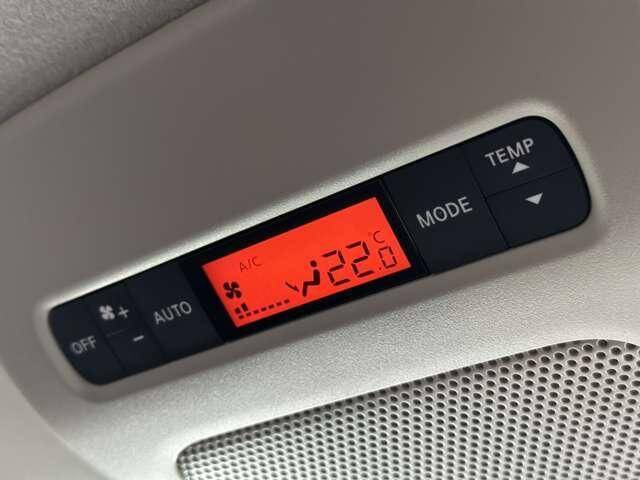 OFF
+
-
AUTO
A/C
22.0
°C
MODE
TEMP